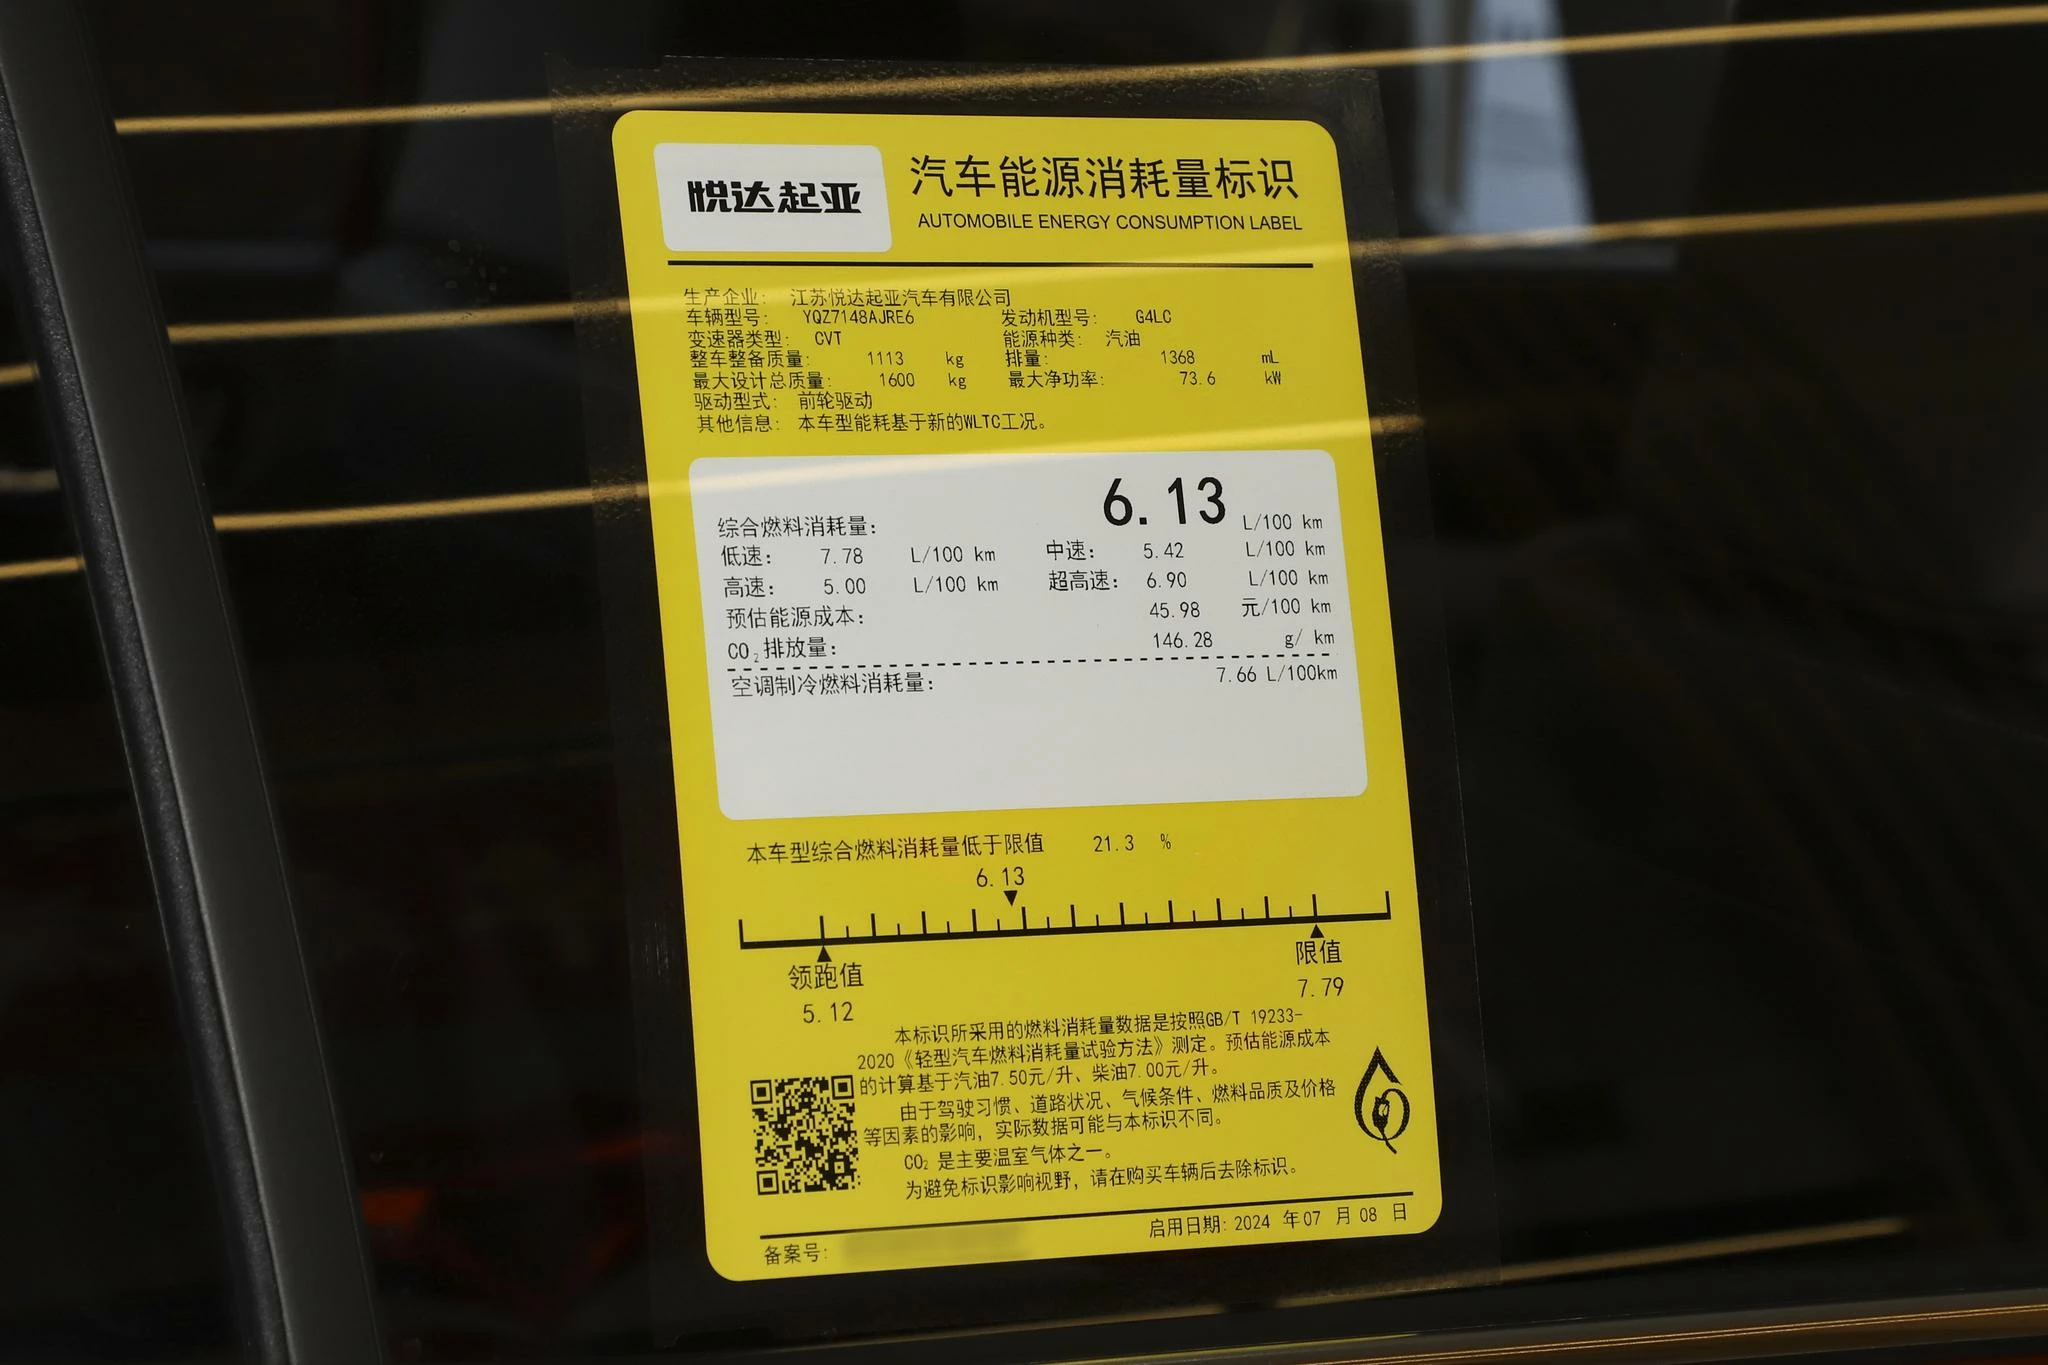 悦达起亚
汽车能源消耗量标识
AUTOMOBILE ENERGY CONSUMPTION LABEL
生产企业: 江苏悦达起亚汽车有限公司
车辆型号: YQZ7148AJRE6 发动机型号: G4LC
变速器类型: CVT 能源种类: 汽油
整车整备质量: 1113 kg 排量: 1368 mL
最大设计总质量: 1600 kg 最大净功率: 73.6 kW
驱动型式: 前轮驱动
其他信息: 本车型能耗基于新的WLTC工况。
综合燃料消耗量: 6.13 L/100 km
低速: 7.78 L/100 km 中速: 5.42 L/100 km
高速: 5.00 L/100 km 超高速: 6.90 L/100 km
预估能源成本: 45.98 元/100 km
CO₂排放量: 146.28 g/ km
空调制冷燃料消耗量: 7.66 L/100km
本车型综合燃料消耗量低于限值 21.3 %
6.13
领跑值 限值
5.12 7.79
本标识所采用的燃料消耗量数据是按照GB/T 19233-
2020《轻型汽车燃料消耗量试验方法》测定。预估能源成本
的计算基于汽油7.50元/升、柴油7.00元/升。
由于驾驶习惯、道路状况、气候条件、燃料品质及价格
等因素的影响，实际数据可能与本标识不同。
CO₂ 是主要温室气体之一。
为避免标识影响视野，请在购买车辆后去除标识。
备案号: 启用日期: 2024 年07 月 08 日